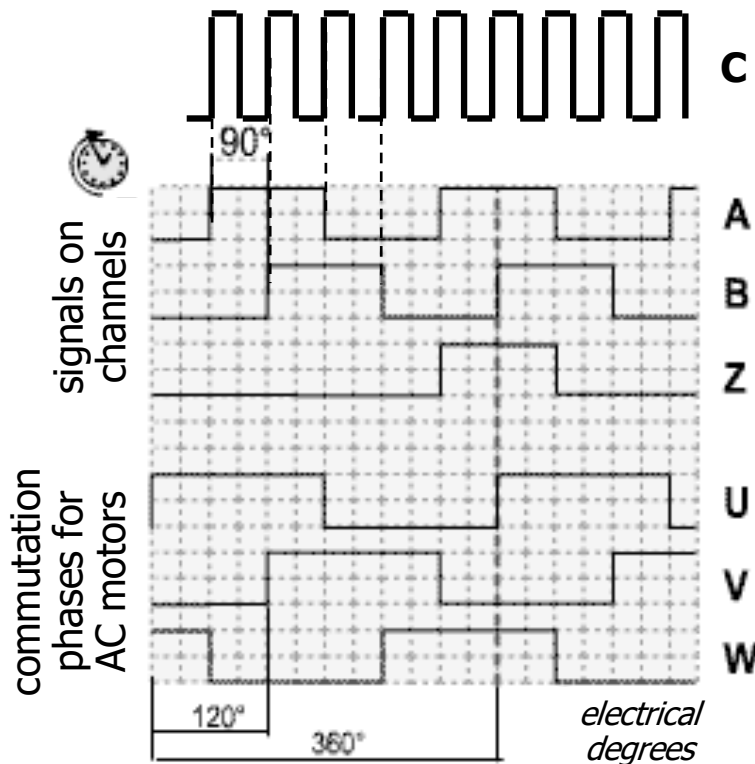 C
90°
signals on
channels
A
B
Z
commutation
phases for
AC motors
U
V
W
120°
360°
electrical
degrees